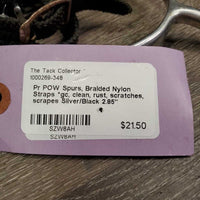 The Tack Collector
1000269-348
Pr POW Spurs, Braided Nylon
Straps "gc, clean, rust, scratches,
scrapes Silver/Black 2.85"
$21.50
SZW8AH
SZW8AH